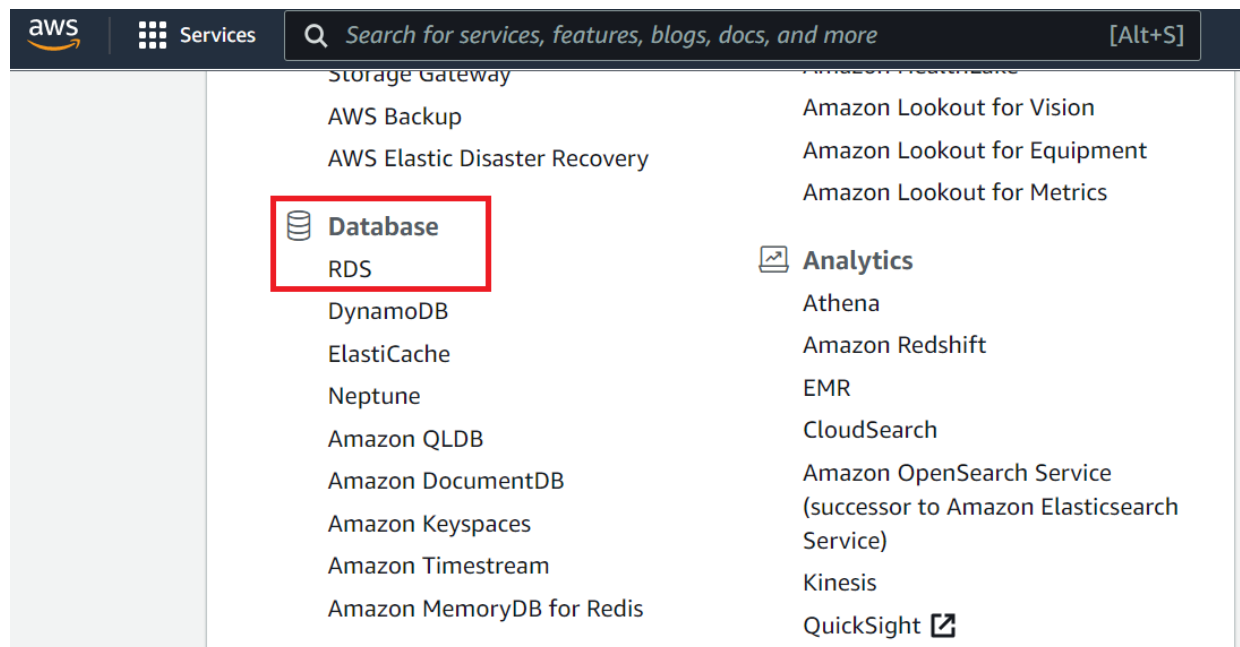 aws
Services
Search for services, features, blogs, docs, and more
[Alt+S]
Storage Gateway
AWS Backup
AWS Elastic Disaster Recovery
Database
RDS
DynamoDB
ElastiCache
Neptune
Amazon QLDB
Amazon DocumentDB
Amazon Keyspaces
Amazon Timestream
Amazon MemoryDB for Redis
Amazon HealthLake
Amazon Lookout for Vision
Amazon Lookout for Equipment
Amazon Lookout for Metrics
Analytics
Athena
Amazon Redshift
EMR
CloudSearch
Amazon OpenSearch Service
(successor to Amazon Elasticsearch
Service)
Kinesis
QuickSight